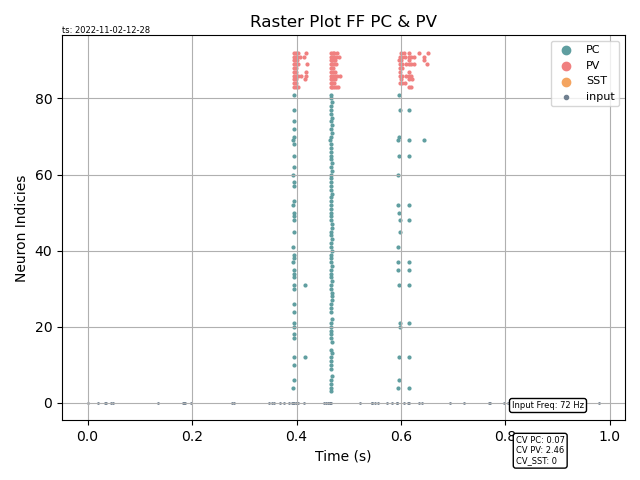 Raster Plot FF PC & PV
ts: 2022-11-02-12-28
PC
PV
SST
input
Neuron Indicies
80
60
40
20
0
0.0 0.2 0.4 0.6 0.8 1.0
Time (s)
Input Freq: 72 Hz
CV PC: 0.07
CV PV: 2.46
CV_SST: 0